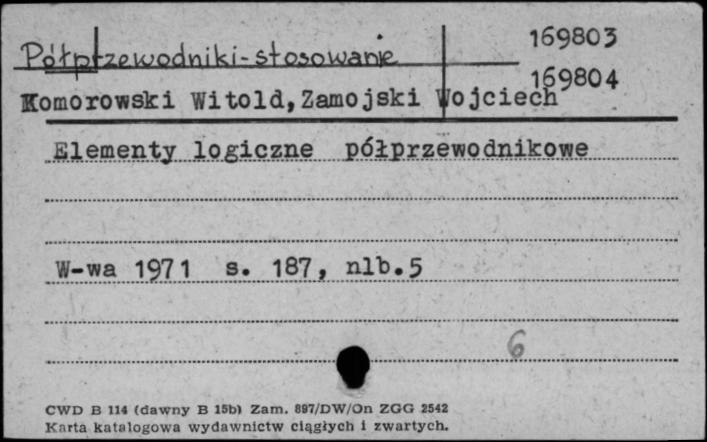 169803
Półprzewodniki-stosowanie
169804
Komorowski Witold,Zamojski Wojciech
Elementy logiczne półprzewodnikowe
W-wa 1971 s. 187, nlb.5
6
CWD B 114 (dawny B 15b) Zam. 897/DW/On ZGG 2542
Karta katalogowa wydawnictw ciągłych i zwartych.